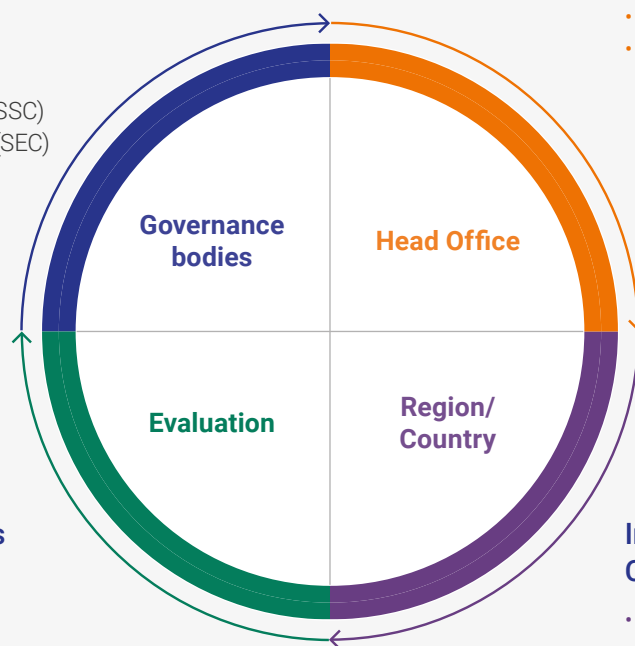 SSC)
SEC)
Governance
bodies
Head Office
Evaluation
Region/
Country
s